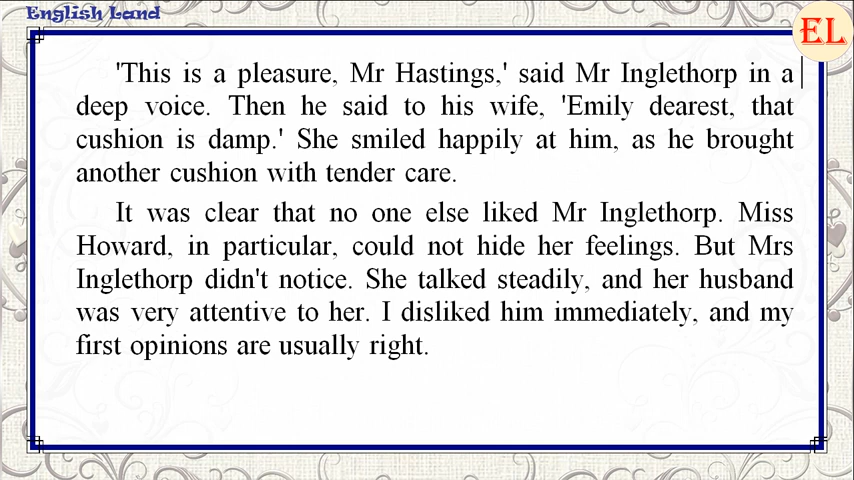 English Land
EL
'This is a pleasure, Mr Hastings,' said Mr Inglethorp in a
deep voice. Then he said to his wife, 'Emily dearest, that
cushion is damp.' She smiled happily at him, as he brought
another cushion with tender care.
It was clear that no one else liked Mr Inglethorp. Miss
Howard, in particular, could not hide her feelings. But Mrs
Inglethorp didn't notice. She talked steadily, and her husband
was very attentive to her. I disliked him immediately, and my
first opinions are usually right.